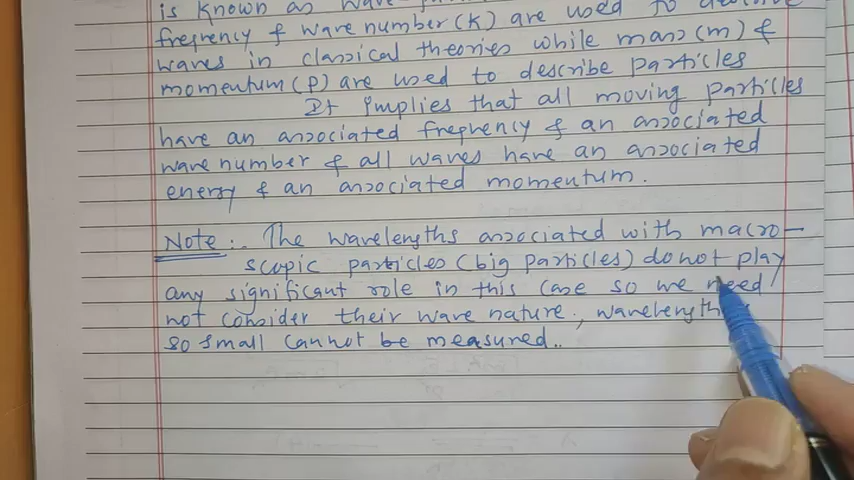 is known as wave
frequency & wave number (K) are used to
waves in classical theories while mass (m) &
momentum (P) are used to describe particles
It implies that all moving particles
have an associated frequency & an associated
wave number & all waves have an associated
energy & an associated momentum.
Note:- The wavelengths associated with macro-
scopic particles (big particles) do not play
any significant role in this case so we need
not consider their wave nature, wavelength
so small cannot be measured..